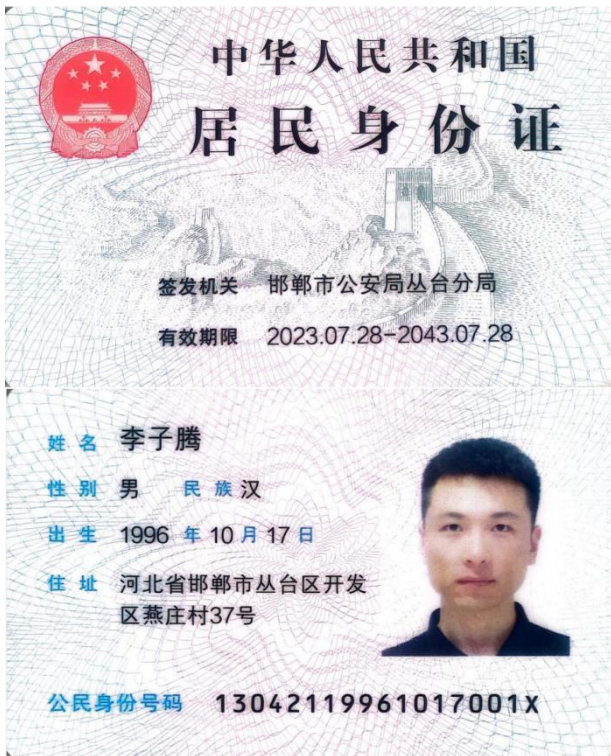 中华人民共和国
居民身份证
签发机关 邯郸市公安局丛台分局
有效期限 2023.07.28-2043.07.28
姓名 李子腾
性别 男 民族 汉
出生 1996 年 10 月 17 日
住址 河北省邯郸市丛台区开发
区燕庄村37号
公民身份号码 13042119961017001X